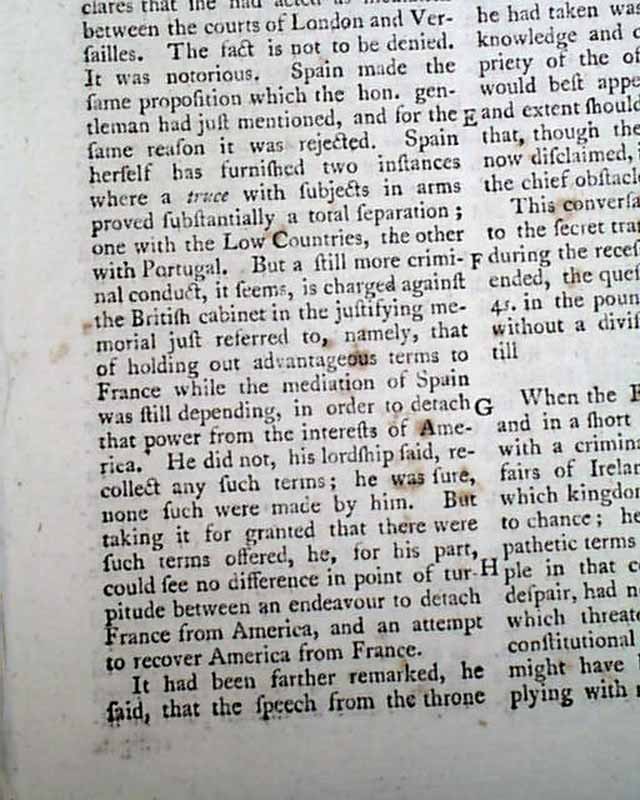 clares that he had acted as mediator
between the courts of London and Ver-
ſailles. The fact is not to be denied.
It was notorious. Spain made the
ſame propoſition which the hon. gen-
tleman had juſt mentioned, and for the
ſame reaſon it was rejected. Spain
herſelf has furniſhed two inſtances
where a truce with ſubjects in arms
proved ſubſtantially a total ſeparation;
one with the Low Countries, the other
with Portugal. But a ſtill more crimi-
nal conduct, it ſeems, is charged againſt
the Britiſh cabinet in the juſtifying me-
morial juſt referred to, namely, that
of holding out advantageous terms to
France while the mediation of Spain
was ſtill depending, in order to detach
that power from the intereſts of Ame-
rica. He did not, his lordſhip ſaid, re-
collect any ſuch terms; he was ſure,
none ſuch were made by him. But
taking it for granted that there were
ſuch terms offered, he, for his part,
could ſee no difference in point of tur-
pitude between an endeavour to detach
France from America, and an attempt
to recover America from France.
It had been farther remarked, he
ſaid, that the ſpeech from the throne
E
F
G
H
he had taken was
knowledge and
priety of the
would beſt appe
and extent ſhould
that, though the
now diſclaimed,
the chief obſtacl
This converſa
to the ſecret tran
during the receſ
ended, the queſ
4s. in the poun
without a diviſ
till
When the
and in a ſhort
with a crimina
fairs of Irelan
which kingdo
to chance; he
pathetic terms
ple in that
deſpair, had
which threate
conſtitutional
might have
plying with